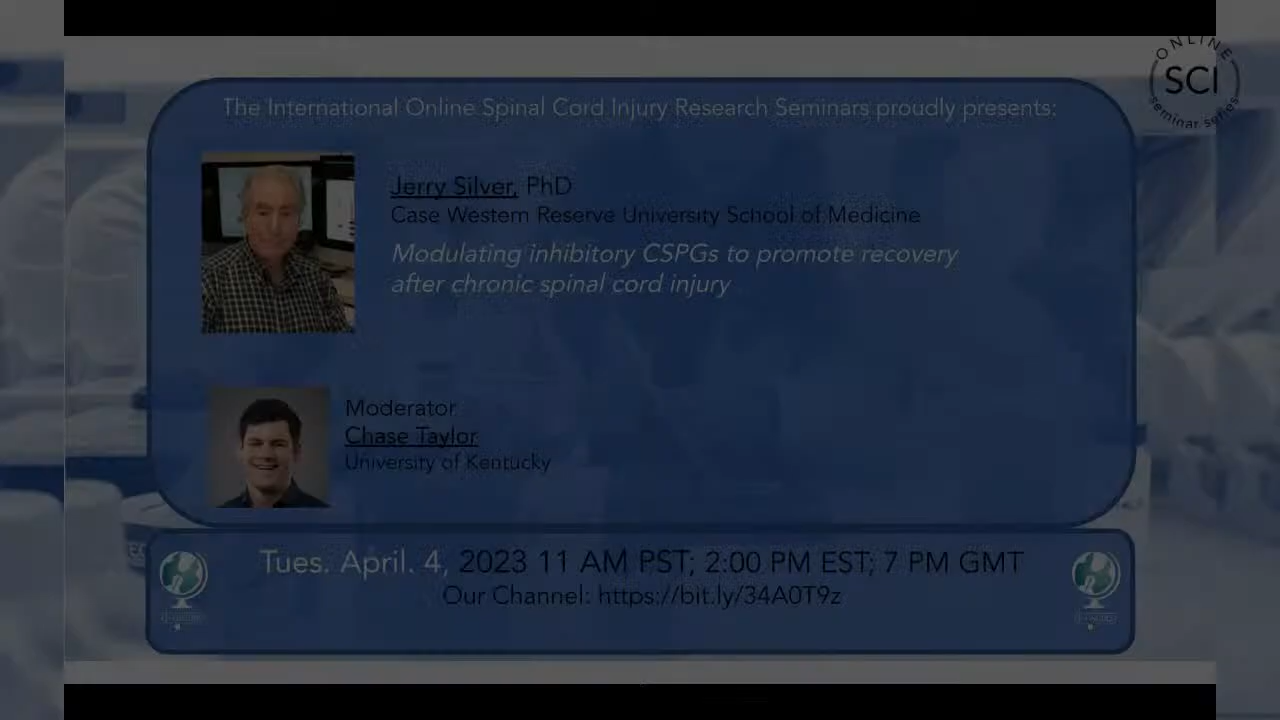 ONLINE
SCI
seminar series
The International Online Spinal Cord Injury Research Seminars proudly presents:
Jerry Silver, PhD
Case Western Reserve University School of Medicine
Modulating inhibitory CSPGs to promote recovery
after chronic spinal cord injury
Moderator
Chase Taylor
University of Kentucky
Tues. April. 4, 2023 11 AM PST; 2:00 PM EST; 7 PM GMT
Our Channel: https://bit.ly/34A0T9z